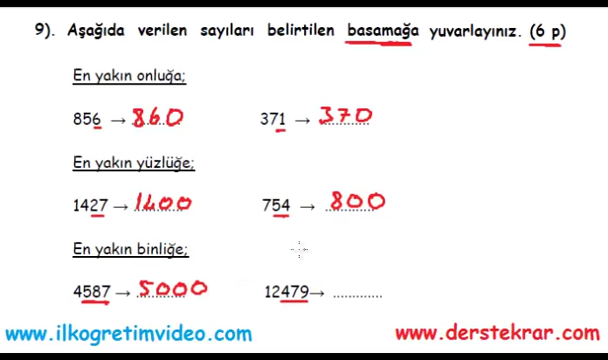 9). Aşağıda verilen sayıları belirtilen basamağa yuvarlayınız. (6 p)
En yakın onluğa;
856 → 860 371 → 370
En yakın yüzlüğe;
1427 → 1400 754 → 800
En yakın binliğe;
4587 → 5000 12479→ .............
www.ilkogretimvideo.com www.derstekrar.com